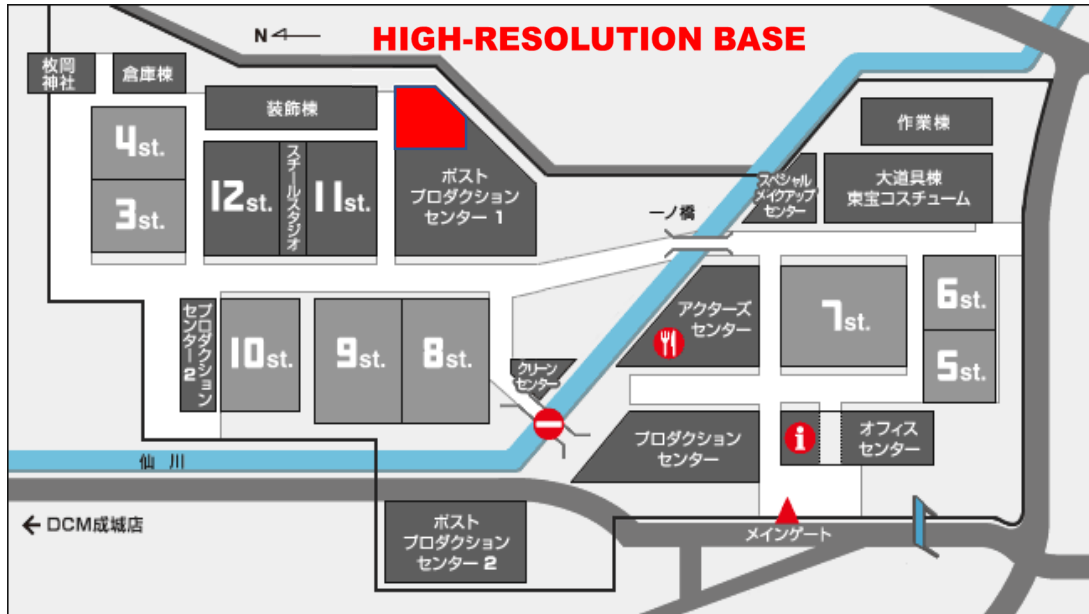 N
HIGH-RESOLUTION BASE
枚岡
神社
倉庫棟
装飾棟
作業棟
4st.
3st.
12st.
スチールスタジオ
11st.
ポスト
プロダクション
センター 1
スペシャル
メイクアップ
センター
大道具棟
東宝コスチューム
一ノ橋
プロダクション
センター 2
10st.
9st.
8st.
クリーン
センター
アクターズ
センター
7st.
6st.
5st.
プロダクション
センター
i
オフィス
センター
仙 川
← DCM成城店
ポスト
プロダクション
センター 2
メインゲート